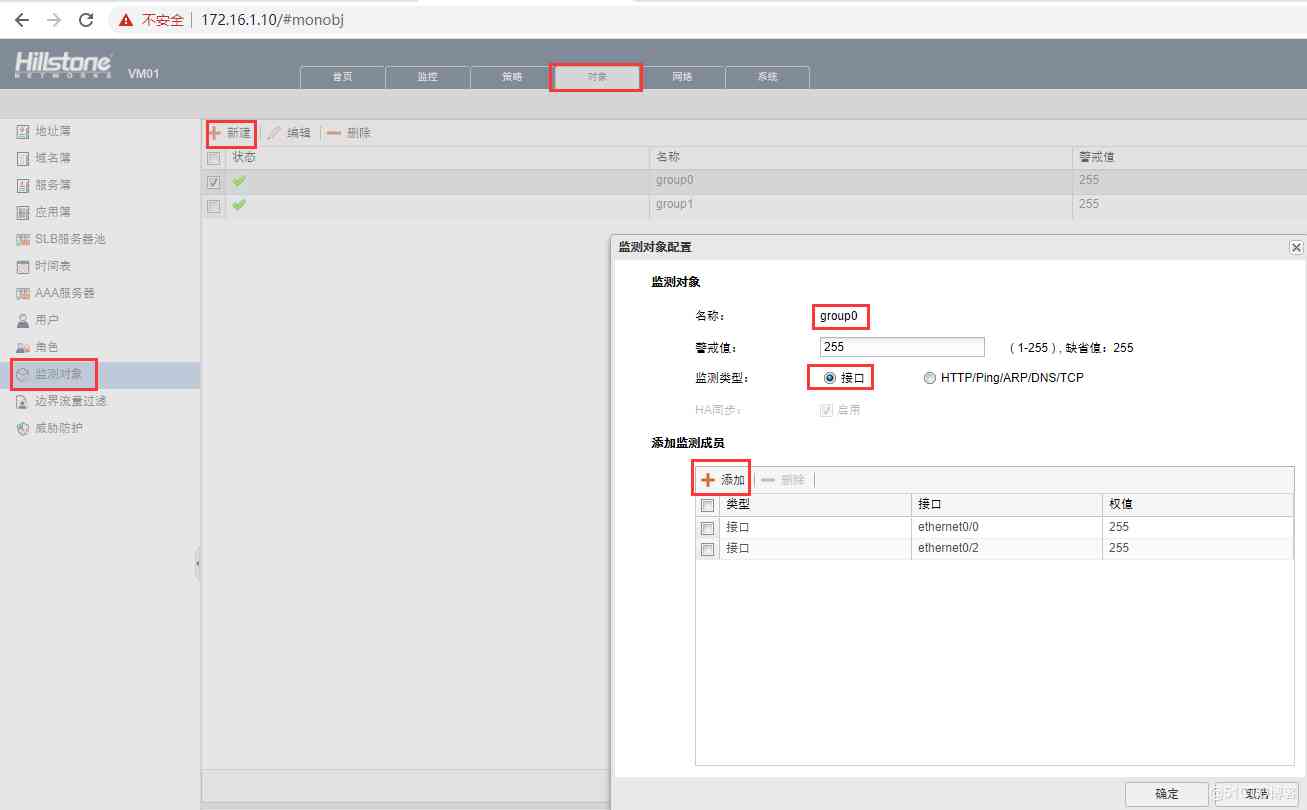 不安全 172.16.1.10/#monobj
Hillstone
NETWORKS VM01
首页 监控 策略 对象 网络 系统
地址簿
域名簿
服务簿
应用簿
SLB服务器池
时间表
AAA服务器
用户
角色
监测对象
边界流量过滤
威胁防护
新建 编辑 删除
状态 名称 警戒值
group0 255
group1 255
监测对象配置
监测对象
名称: group0
警戒值: 255 (1-255) , 缺省值: 255
监测类型: 接口 HTTP/Ping/ARP/DNS/TCP
HA同步: 启用
添加监测成员
添加 删除
类型 接口 权值
接口 ethernet0/0 255
接口 ethernet0/2 255
确定 取消